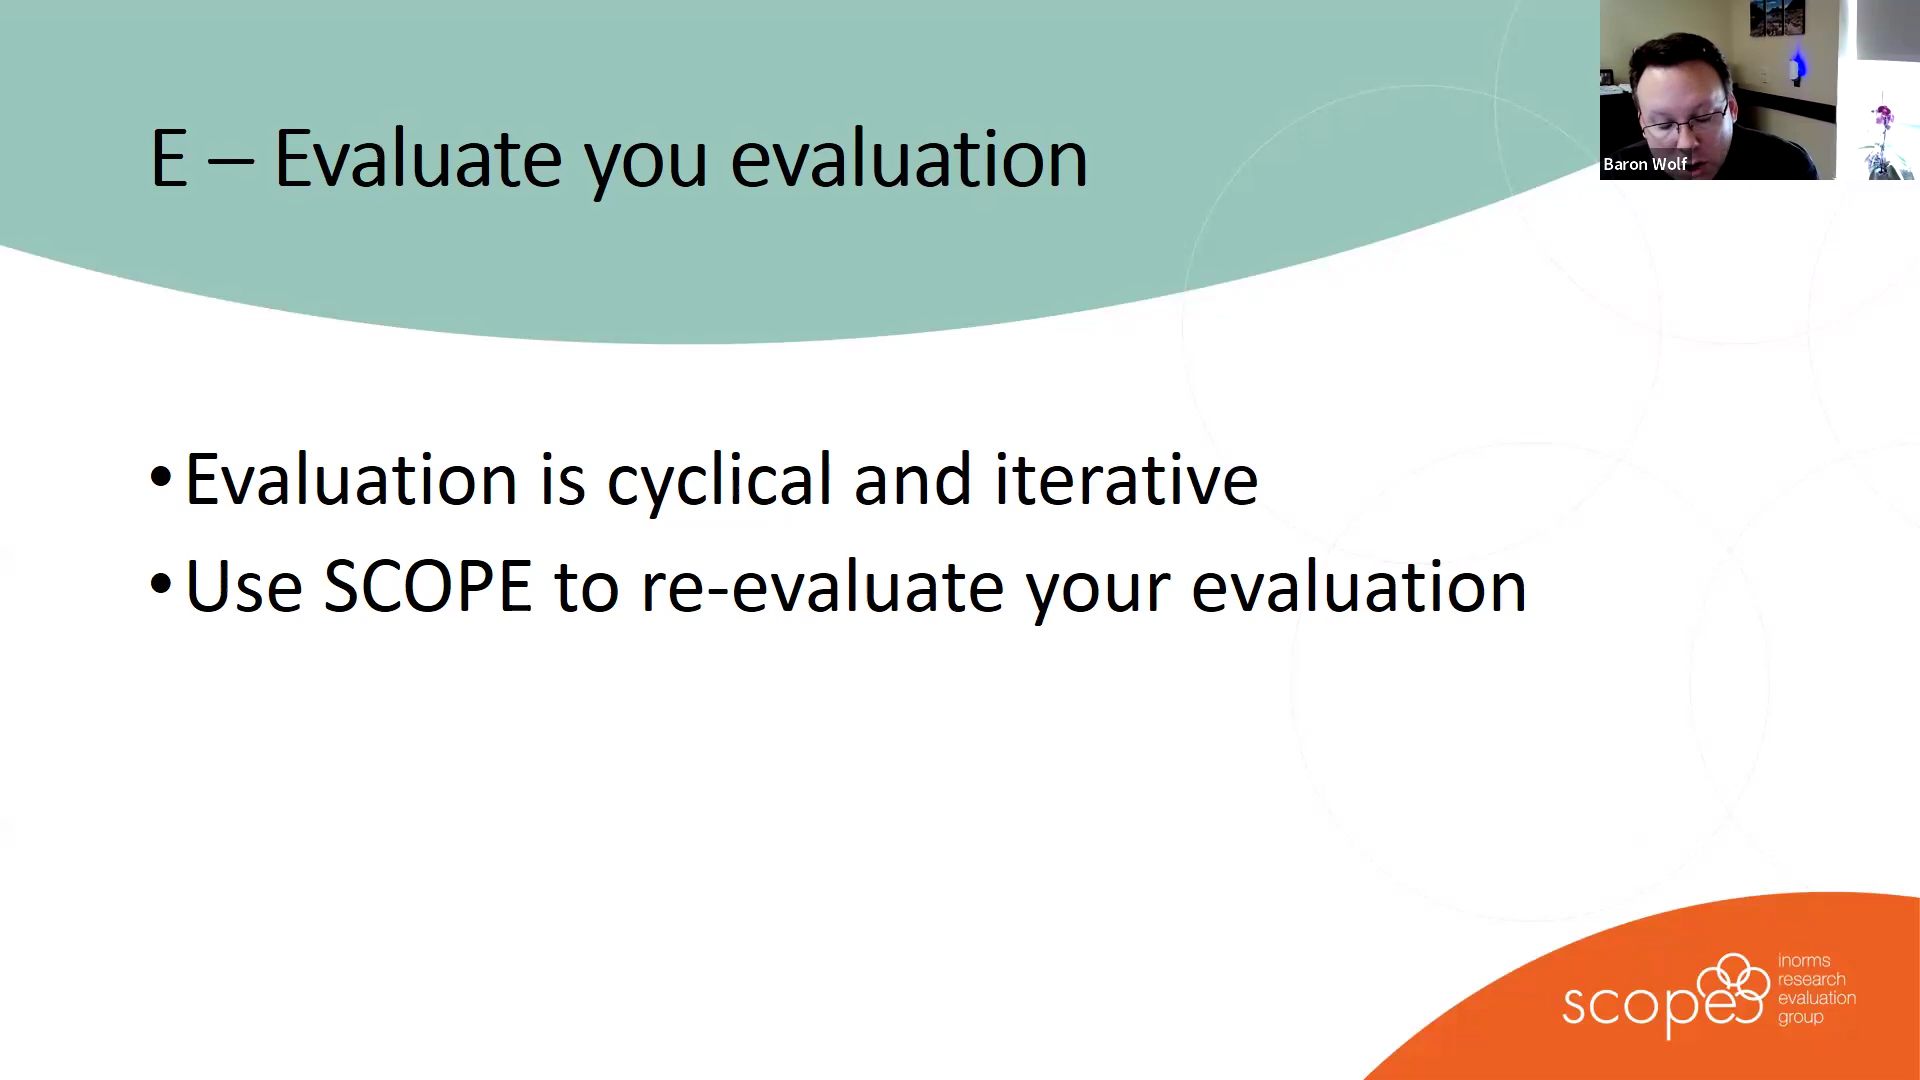 E – Evaluate you evaluation
Baron Wolf
•Evaluation is cyclical and iterative
•Use SCOPE to re-evaluate your evaluation
scope
inorms
research
evaluation
group